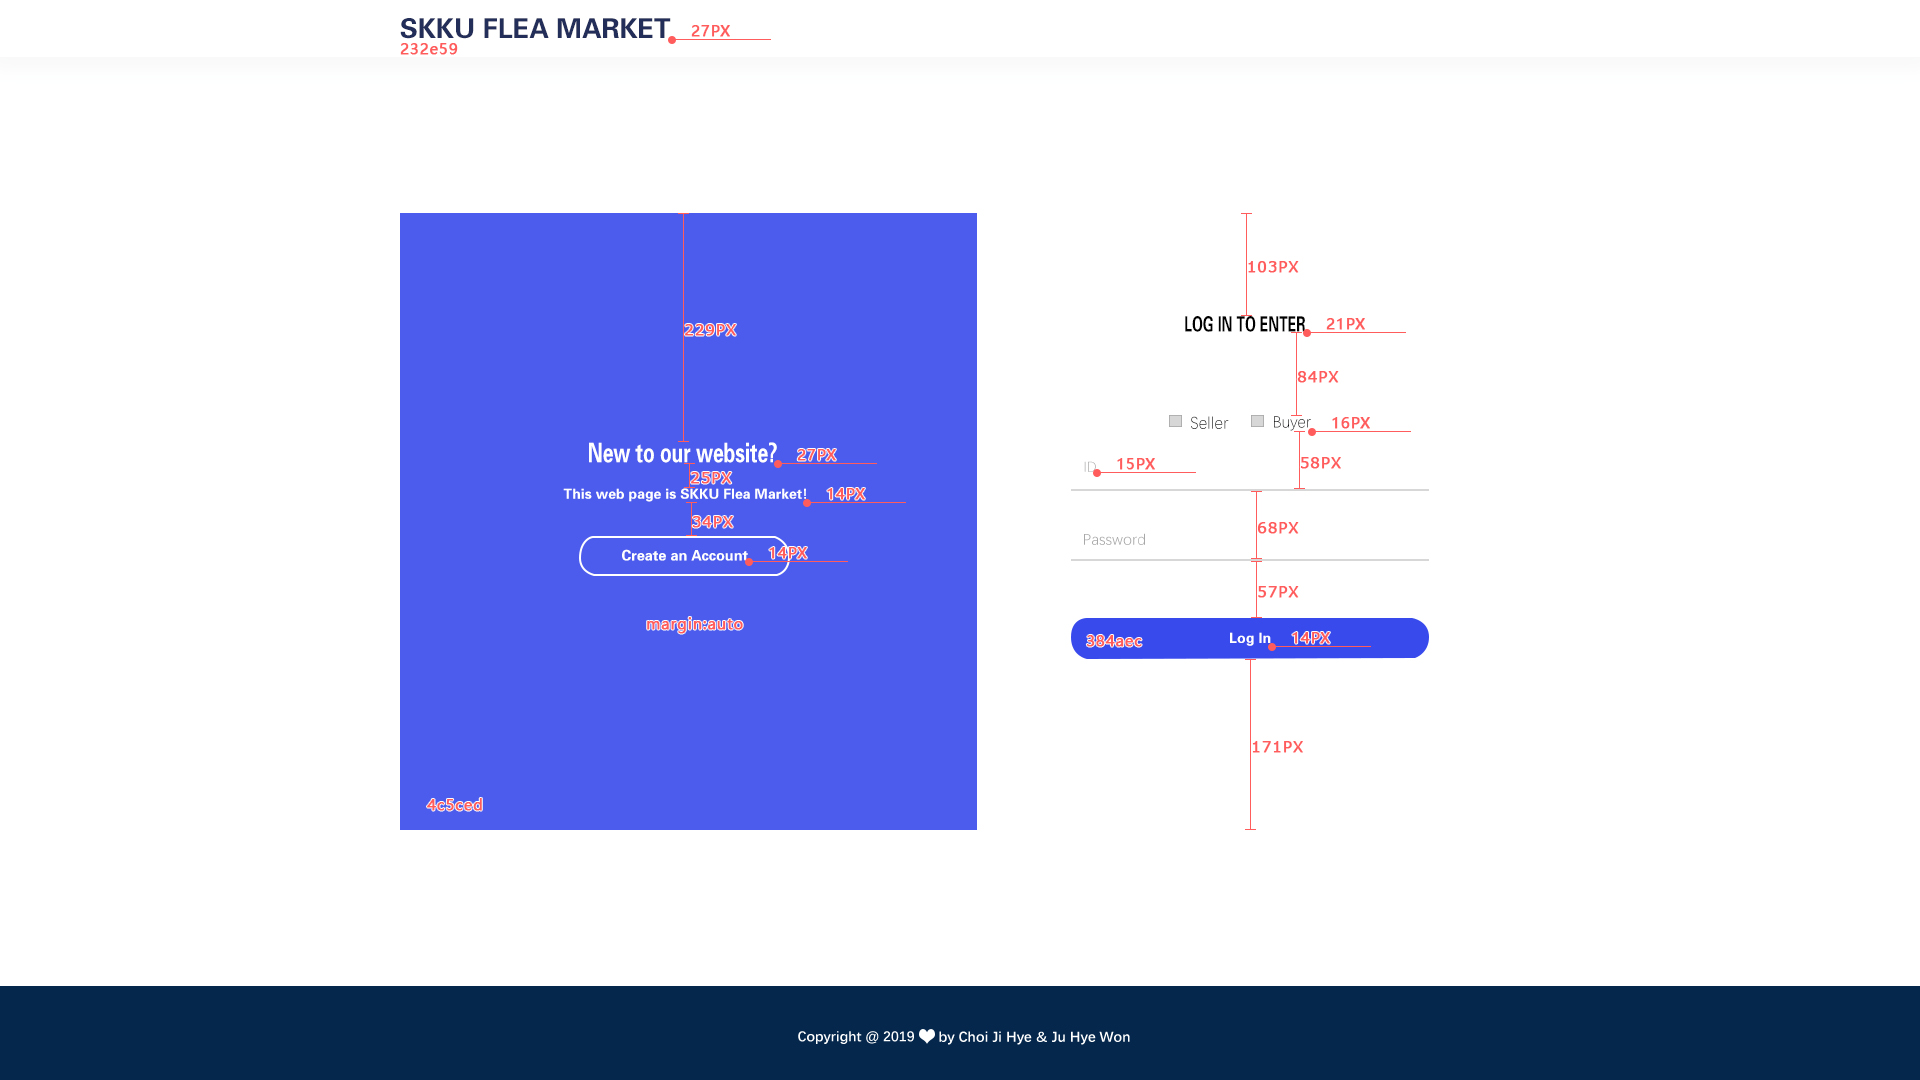 SKKU FLEA MARKET
27PX
232e59
229PX
New to our website?
27PX
25PX
This web page is SKKU Flea Market!
14PX
34PX
Create an Account
14PX
margin:auto
4c5ced
103PX
LOG IN TO ENTER
21PX
84PX
Seller
Buyer
16PX
ID
15PX
58PX
68PX
Password
57PX
384aec
Log In
14PX
171PX
Copyright @ 2019 ♥ by Choi Ji Hye & Ju Hye Won